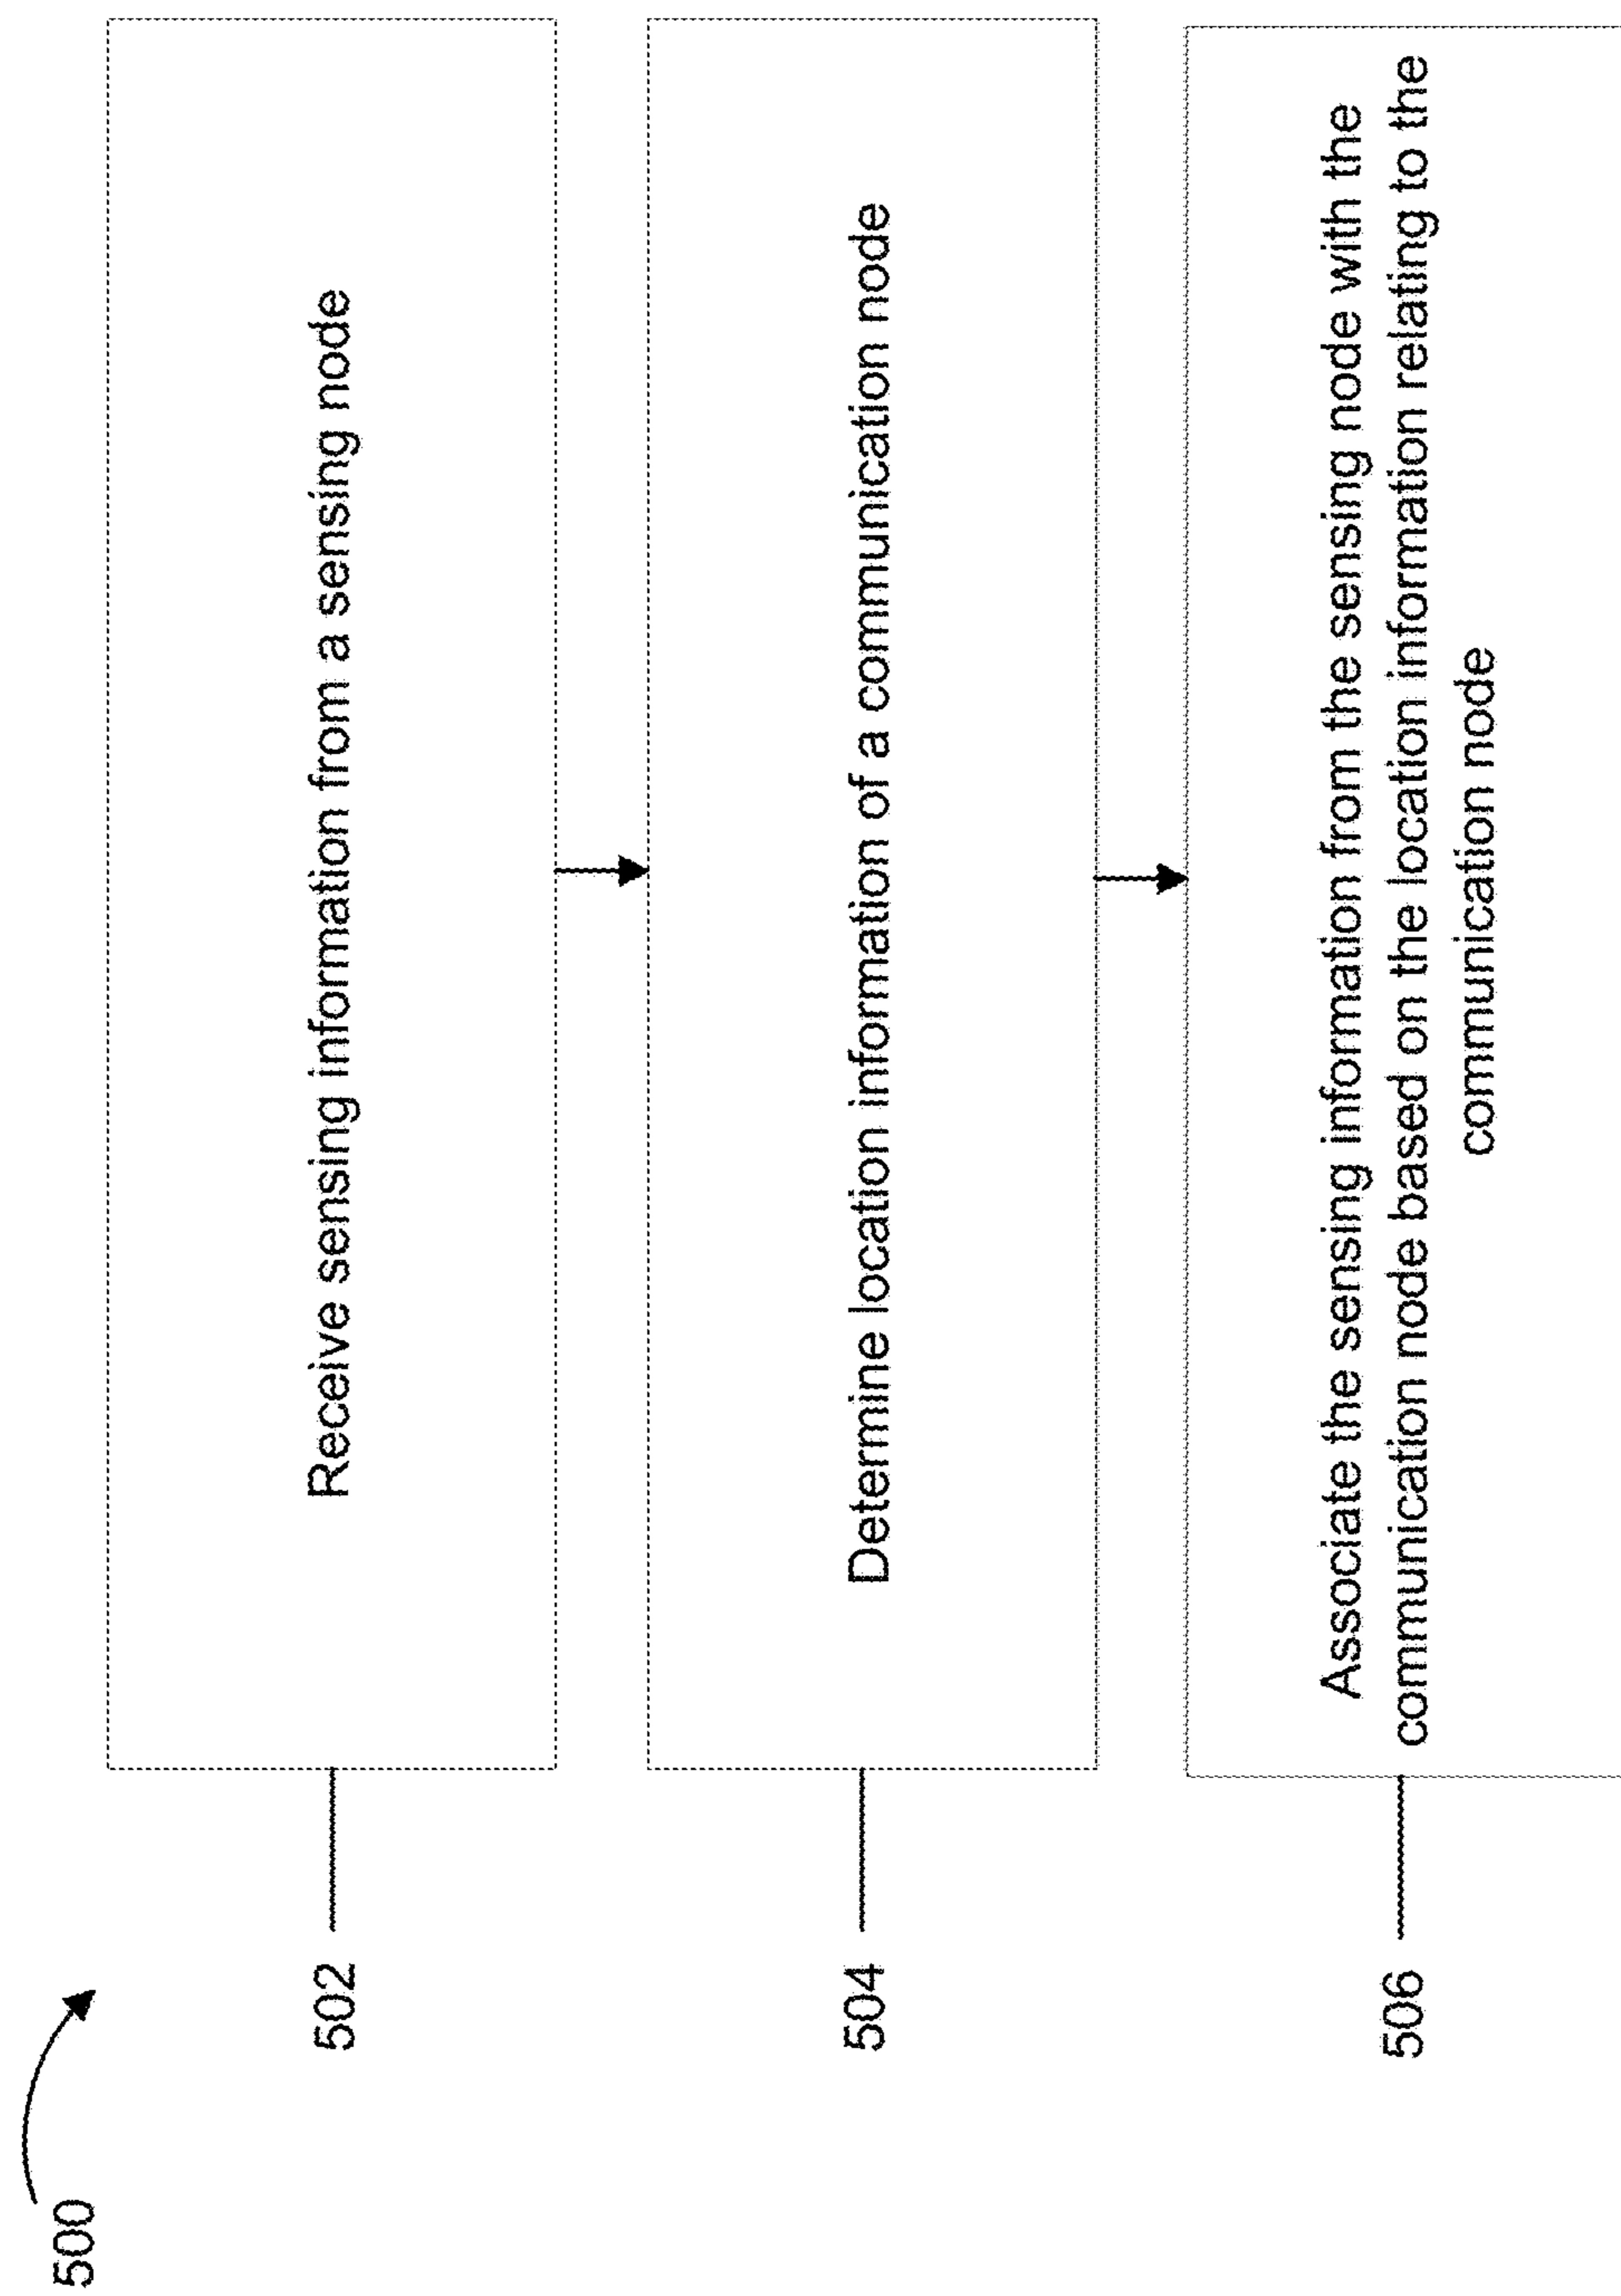 500
502
Receive sensing information from a sensing node
504
Determine location information of a communication node
506
Associate the sensing information from the sensing node with the
communication node based on the location information relating to the
communication node